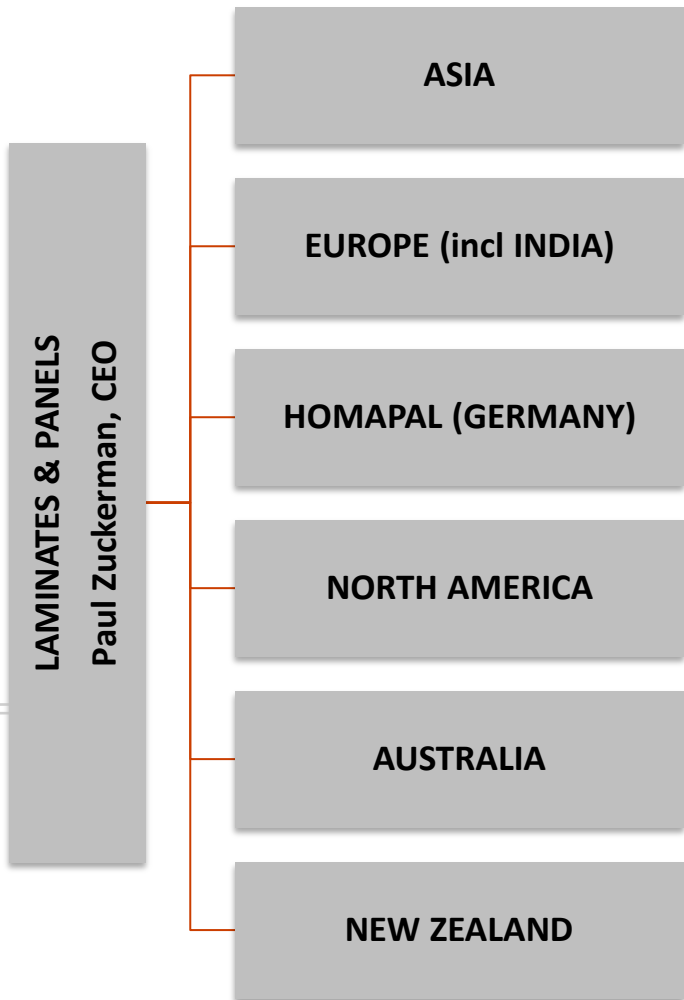 LAMINATES & PANELS
Paul Zuckerman, CEO
ASIA
EUROPE (incl INDIA)
HOMAPAL (GERMANY)
NORTH AMERICA
AUSTRALIA
NEW ZEALAND